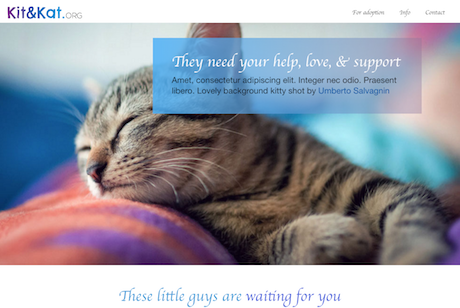 Kit&Kat.ORG
For adoption Info Contact
They need your help, love, & support
Amet, consectetur adipiscing elit. Integer nec odio. Praesent
libero. Lovely background kitty shot by Umberto Salvagnin
These little guys are waiting for you